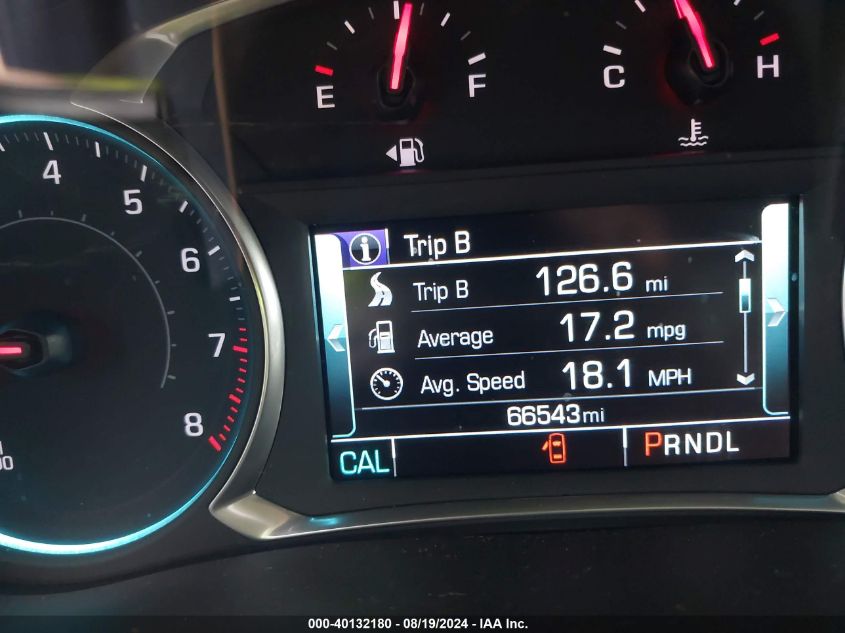 E F
C H
4
5
6
7
8
Trip B
Trip B 126.6 mi
Average 17.2 mpg
Avg. Speed 18.1 MPH
66543mi
CAL PRNDL
000-40132180 - 08/19/2024 - IAA Inc.